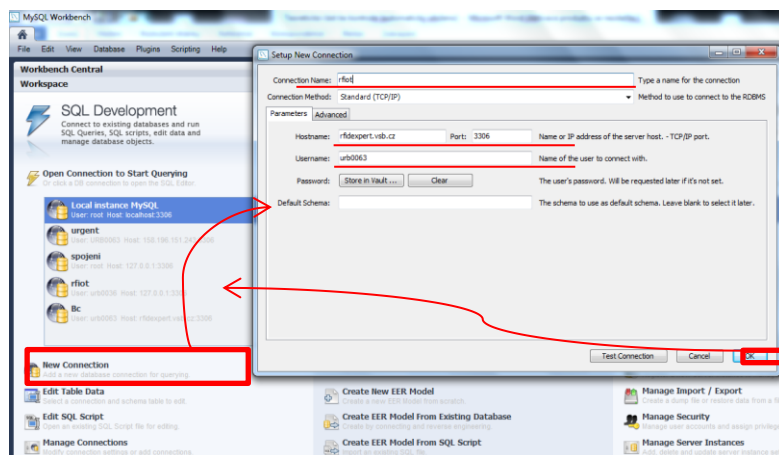 MySQL Workbench
File Edit View Database Plugins Scripting Help
Workbench Central
Workspace
SQL Development
Connect to existing databases and run
SQL Queries, SQL scripts, edit data and
manage database objects.
Open Connection to Start Querying
Or click a DB connection to open the SQL Editor.
Local instance MySQL
User: root Host: localhost:3306
urgent
spojeni
User: root Host: 127.0.0.1:3306
rfiot
Bc
User: urb0063 Host: rfidexpert.vsb.cz:3306
New Connection
Add a new database connection for querying.
Edit Table Data
Select a connection and schema table to edit.
Edit SQL Script
Open an existing SQL Script file for editing.
Manage Connections
Modify connection settings or add connections.
Setup New Connection
Connection Name: rfiot Type a name for the connection
Connection Method: Standard (TCP/IP) Method to use to connect to the RDBMS
Parameters Advanced
Hostname: rfidexpert.vsb.cz Port: 3306 Name or IP address of the server host. - TCP/IP port.
Username: urb0063 Name of the user to connect with.
Password: Store in Vault ... Clear The user's password. Will be requested later if it's not set.
Default Schema: The schema to use as default schema. Leave blank to select it later.
Test Connection Cancel OK
Create New EER Model
Create a new EER Model from scratch.
Create EER Model From Existing Database
Create by connecting and reverse engineering.
Create EER Model From SQL Script
Import an existing SQL file.
Manage Import / Export
Create a dump file or restore data from a
Manage Security
Manage user accounts and assign
Manage Server Instances
Add, delete and update server instance